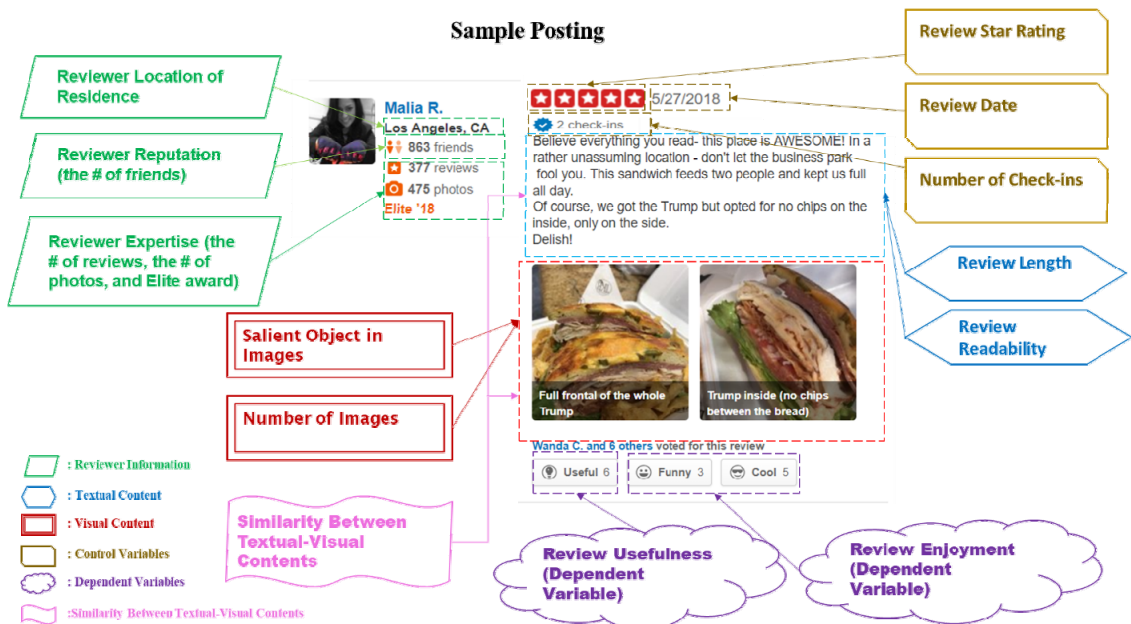 Sample Posting
Review Star Rating
Reviewer Location of
Residence
Malia R.
Los Angeles, CA
863 friends
377 reviews
475 photos
Elite '18
5/27/2018
2 check-ins
Review Date
Reviewer Reputation
(the # of friends)
Believe everything you read- this place is AWESOME! In a
rather unassuming location - don't let the business park
fool you. This sandwich feeds two people and kept us full
all day.
Of course, we got the Trump but opted for no chips on the
inside, only on the side.
Delish!
Number of Check-ins
Reviewer Expertise (the
# of reviews, the # of
photos, and Elite award)
Review Length
Review
Readability
Salient Object in
Images
Number of Images
Full frontal of the whole
Trump
Trump inside (no chips
between the bread)
Wanda C. and 6 others voted for this review
Useful 6
Funny 3
Cool 5
: Reviewer Information
: Textual Content
: Visual Content
: Control Variables
: Dependent Variables
:Similarity Between Textual-Visual Contents
Similarity Between
Textual-Visual
Contents
Review Usefulness
(Dependent
Variable)
Review Enjoyment
(Dependent
Variable)